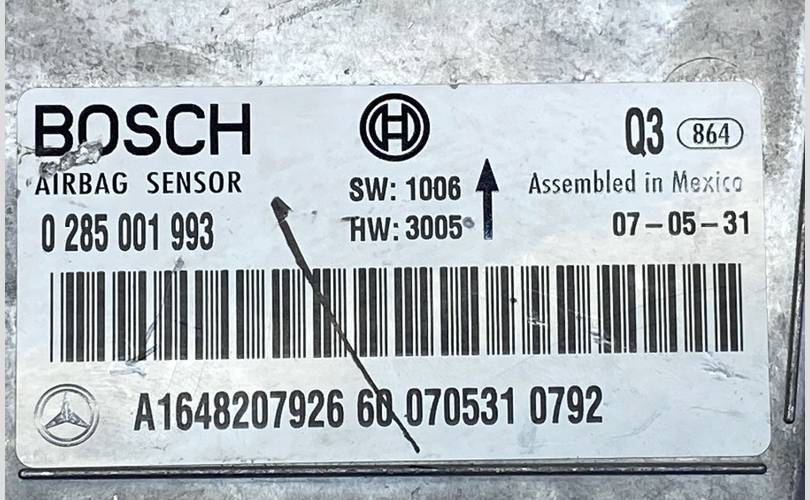 BOSCH
Q3 864
AIRBAG SENSOR
SW: 1006
Assembled in Mexico
0 285 001 993
HW: 3005
07-05-31
A1648207926 60 070531 0792